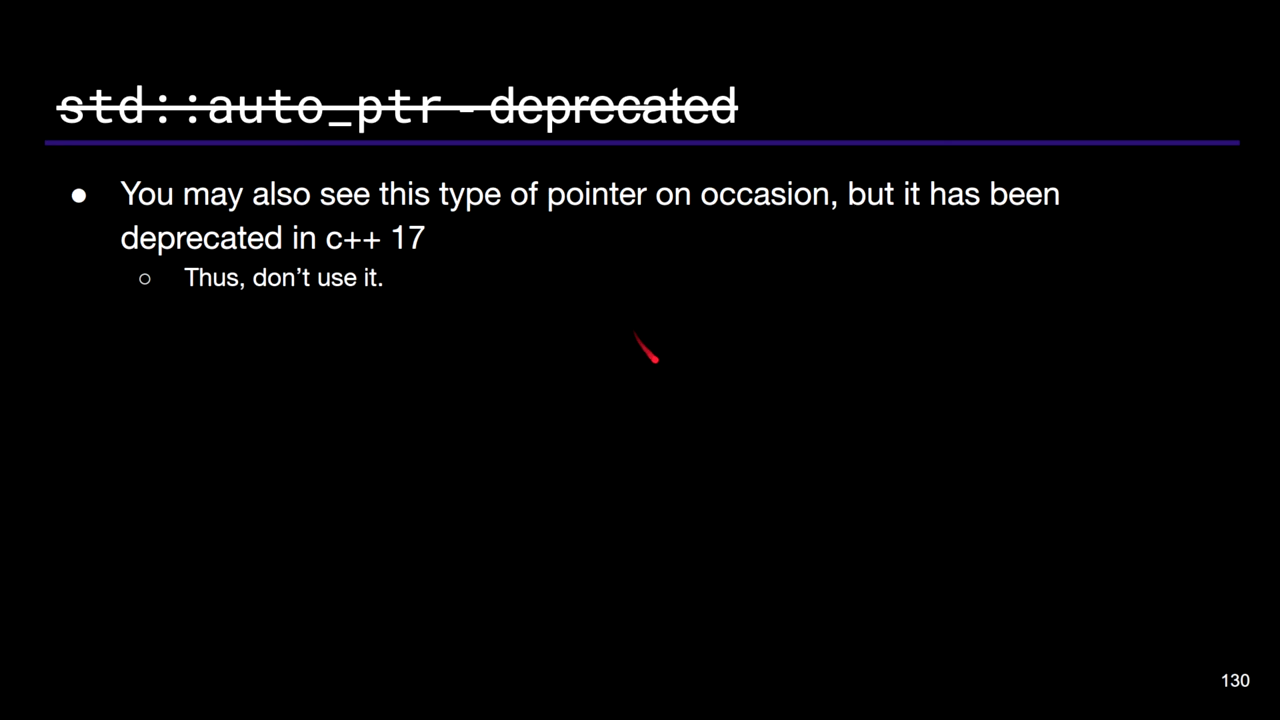 std::auto_ptr - deprecated
● You may also see this type of pointer on occasion, but it has been
deprecated in c++ 17
○ Thus, don’t use it.
130